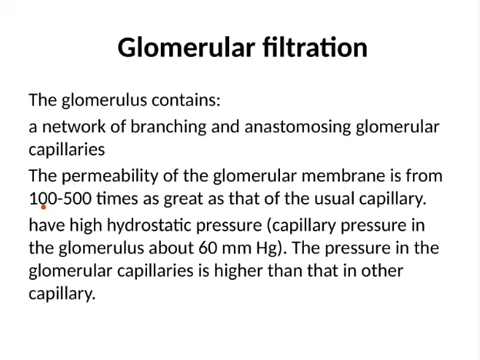 Glomerular filtration
The glomerulus contains:
a network of branching and anastomosing glomerular
capillaries
The permeability of the glomerular membrane is from
100-500 times as great as that of the usual capillary.
have high hydrostatic pressure (capillary pressure in
the glomerulus about 60 mm Hg). The pressure in the
glomerular capillaries is higher than that in other
capillary.